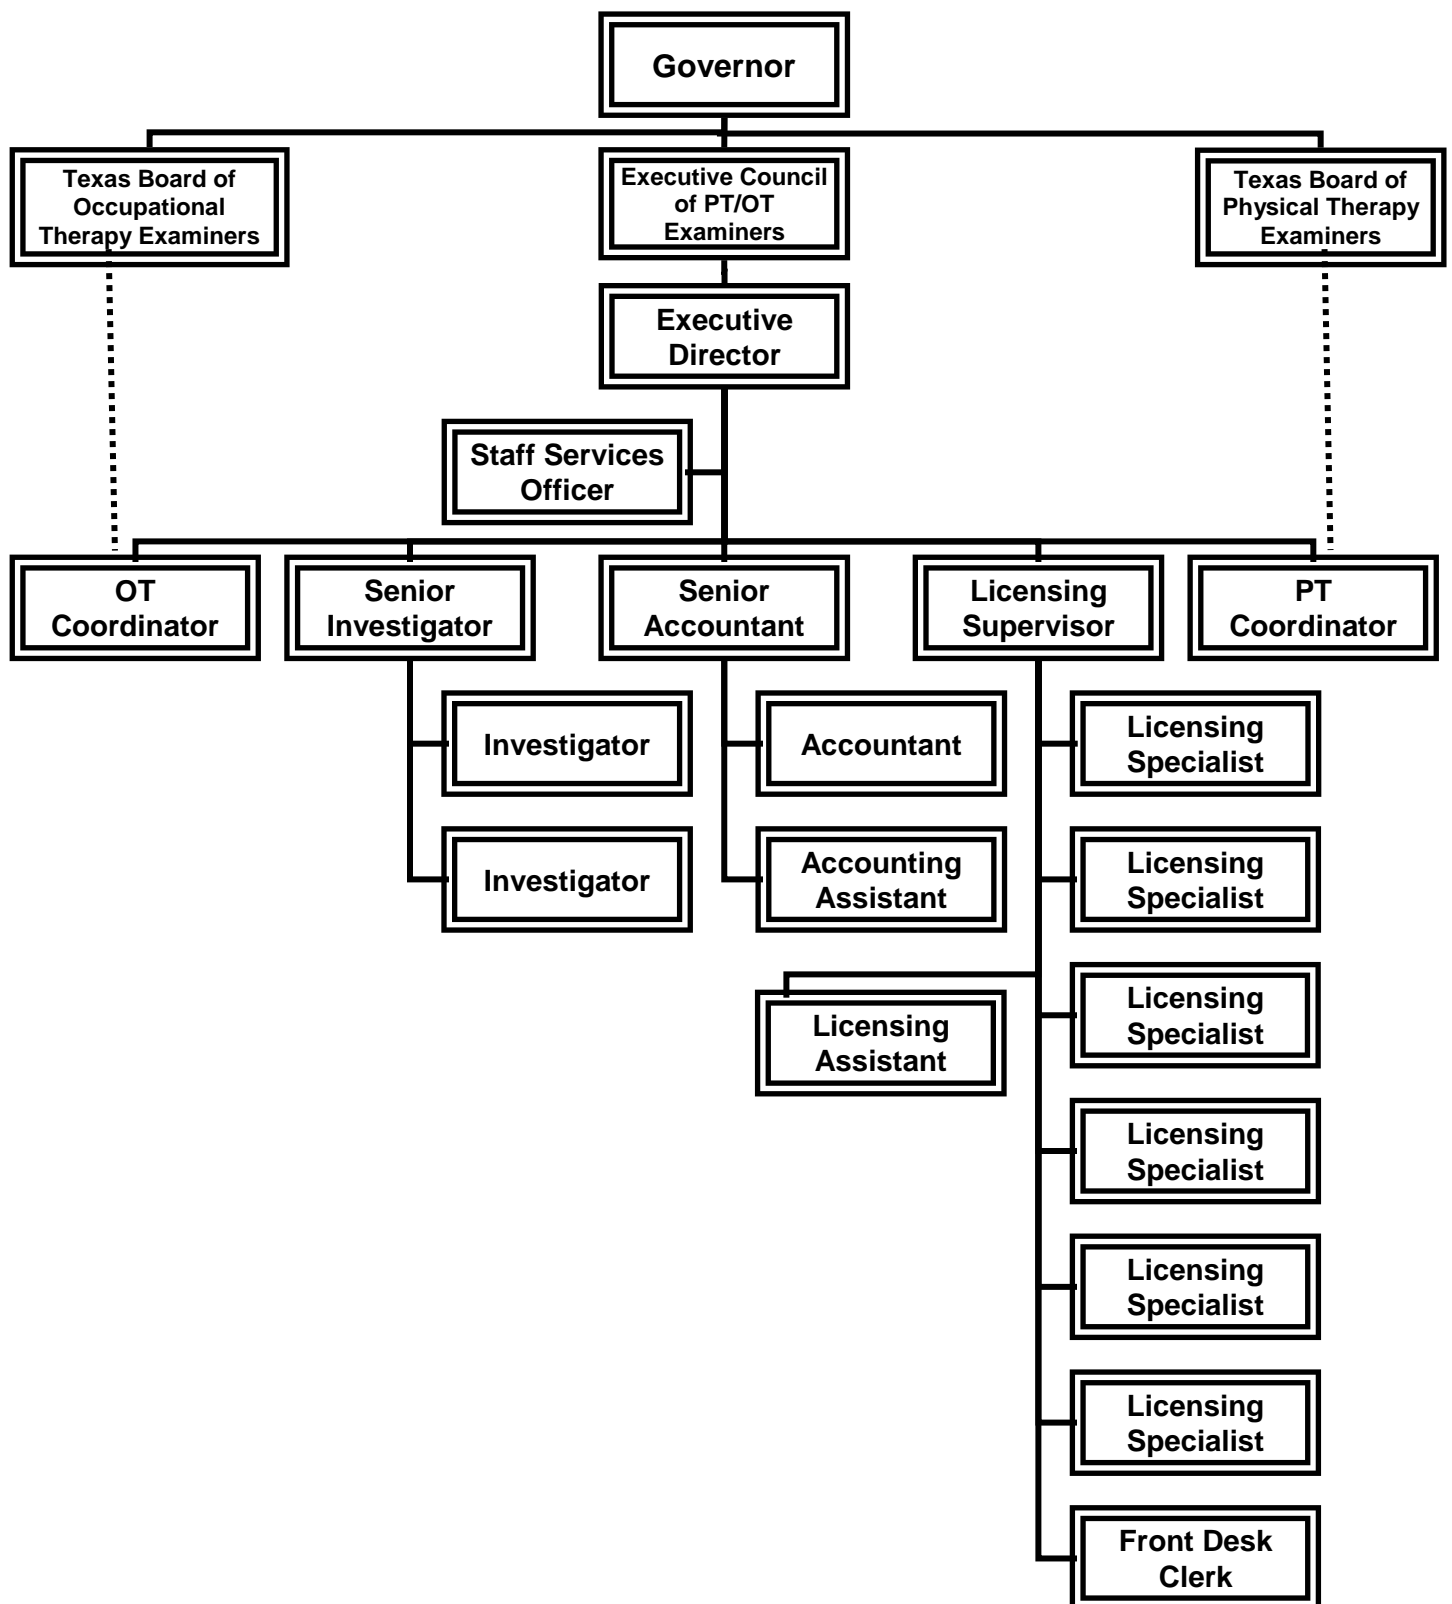 Governor
Texas Board of
Occupational
Therapy Examiners
Executive Council
of PT/OT
Examiners
Texas Board of
Physical Therapy
Examiners
Executive
Director
Staff Services
Officer
OT
Coordinator
Senior
Investigator
Senior
Accountant
Licensing
Supervisor
PT
Coordinator
Investigator
Accountant
Licensing
Specialist
Investigator
Accounting
Assistant
Licensing
Specialist
Licensing
Assistant
Licensing
Specialist
Licensing
Specialist
Licensing
Specialist
Licensing
Specialist
Front Desk
Clerk